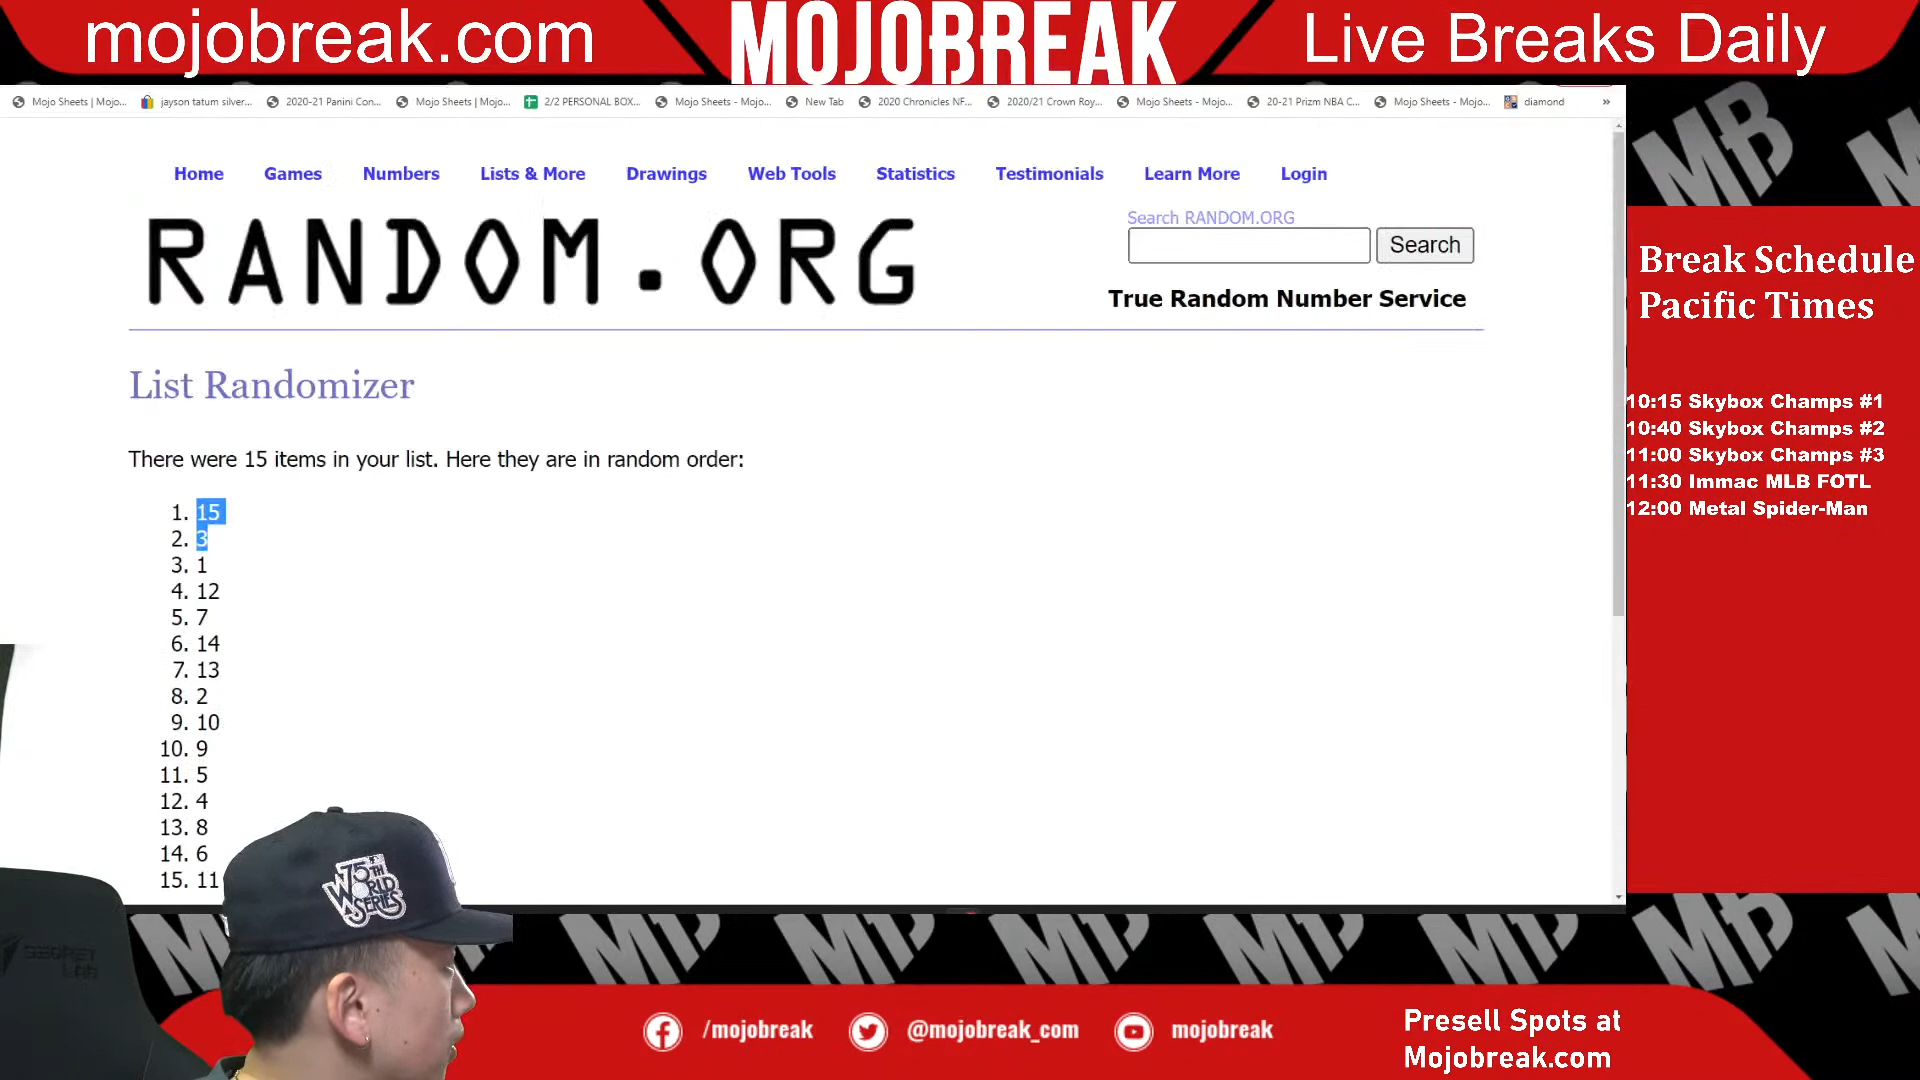 mojobreak.com
MOJOBREAK
Live Breaks Daily
Mojo Sheets | Mojo... jayson tatum silver... 2020-21 Panini Con... Mojo Sheets | Mojo... 2/2 PERSONAL BOX... Mojo Sheets - Mojo... New Tab 2020 Chronicles NF... 2020/21 Crown Roy... Mojo Sheets - Mojo... 20-21 Prizm NBA C... Mojo Sheets - Mojo... diamond »
Home Games Numbers Lists & More Drawings Web Tools Statistics Testimonials Learn More Login
RANDOM.ORG
Search RANDOM.ORG
Search
True Random Number Service
List Randomizer
There were 15 items in your list. Here they are in random order:
1. 15
2. 3
3. 1
4. 12
5. 7
6. 14
7. 13
8. 2
9. 10
10. 9
11. 5
12. 4
13. 8
14. 6
15. 11
Break Schedule
Pacific Times
10:15 Skybox Champs #1
10:40 Skybox Champs #2
11:00 Skybox Champs #3
11:30 Immac MLB FOTL
12:00 Metal Spider-Man
75TH
WORLD
SERIES
SECRET
LAB
MB
/mojobreak
@mojobreak_com
mojobreak
Presell Spots at
Mojobreak.com